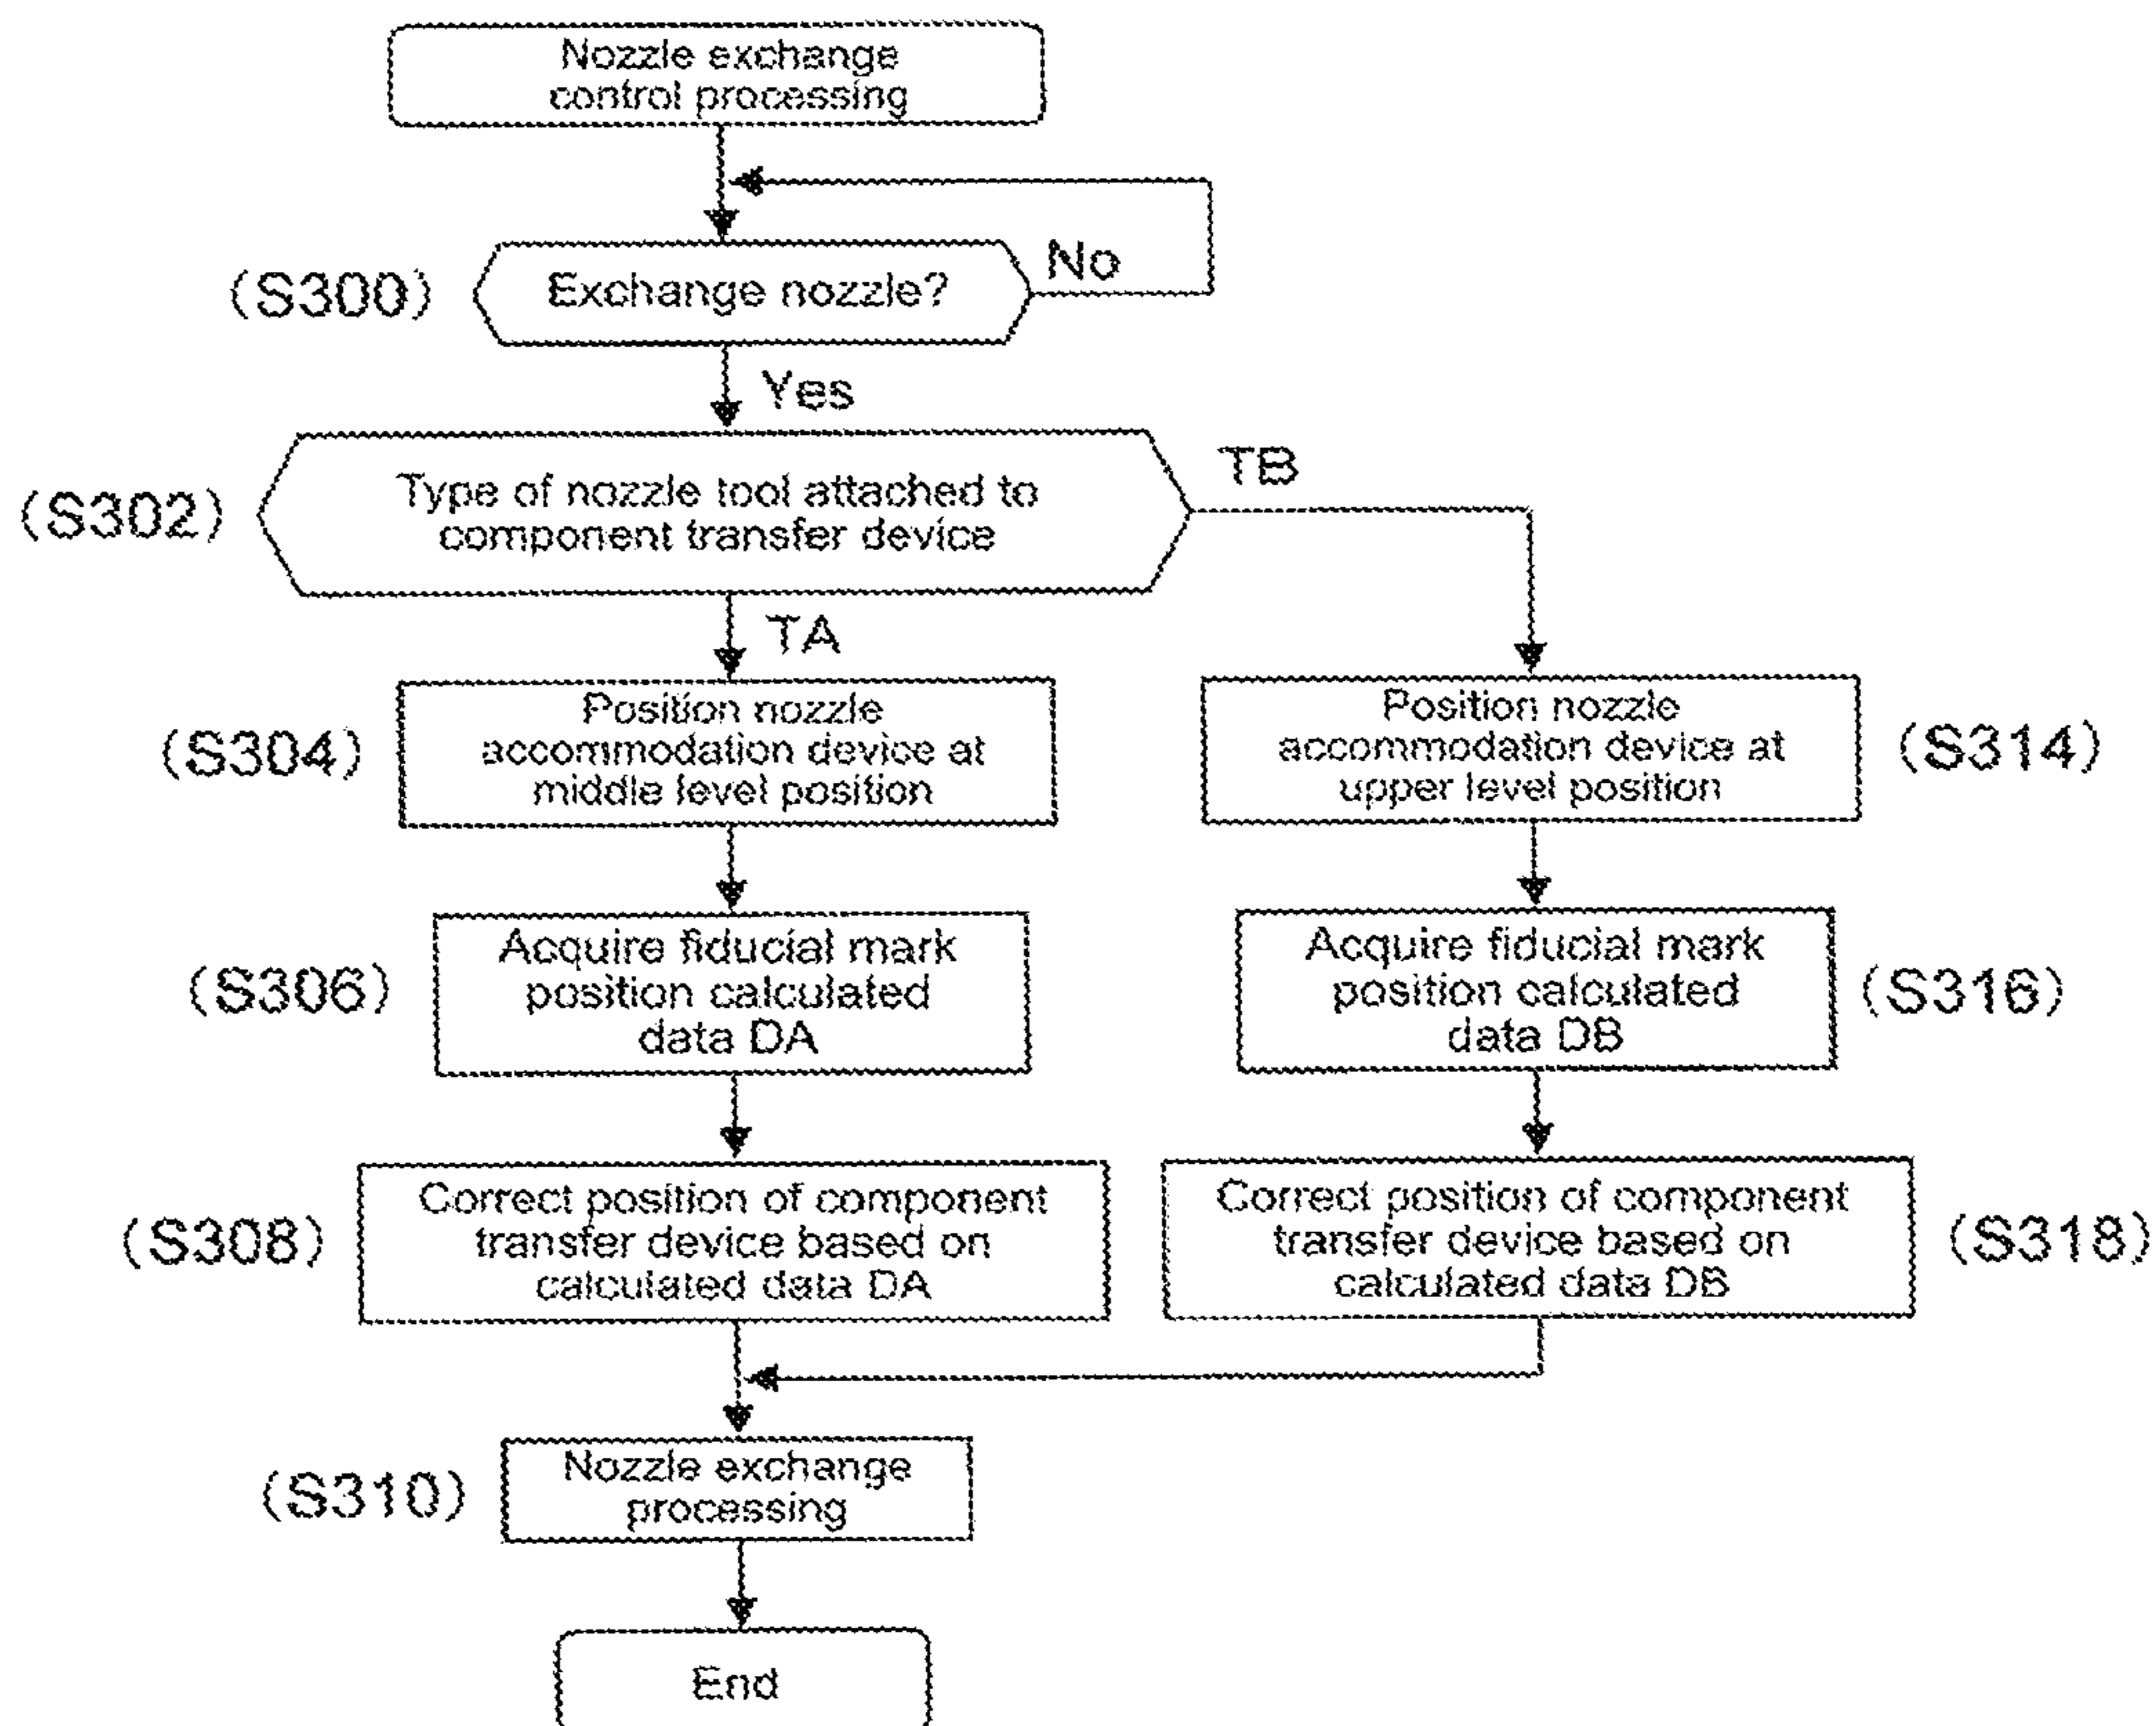 Nozzle exchange
control processing
No
(S300)
Exchange nozzle?
Yes
TB
(S302)
Type of nozzle tool attached to
component transfer device
TA
(S304)
Position nozzle
accommodation device at
middle level position
Position nozzle
accommodation device at
upper level position
(S314)
(S306)
Acquire fiducial mark
position calculated
data DA
Acquire fiducial mark
position calculated
data DB
(S316)
(S308)
Correct position of component
transfer device based on
calculated data DA
Correct position of component
transfer device based on
calculated data DB
(S318)
(S310)
Nozzle exchange
processing
End